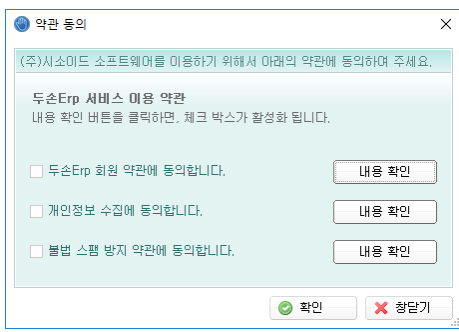 약관 동의
(주)시소이드 소프트웨어를 이용하기 위해서 아래의 약관에 동의하여 주세요.
두손Erp 서비스 이용 약관
내용 확인 버튼을 클릭하면, 체크 박스가 활성화 됩니다.
두손Erp 회원 약관에 동의합니다.
내용 확인
개인정보 수집에 동의합니다.
내용 확인
불법 스팸 방지 약관에 동의합니다.
내용 확인
확인
창닫기